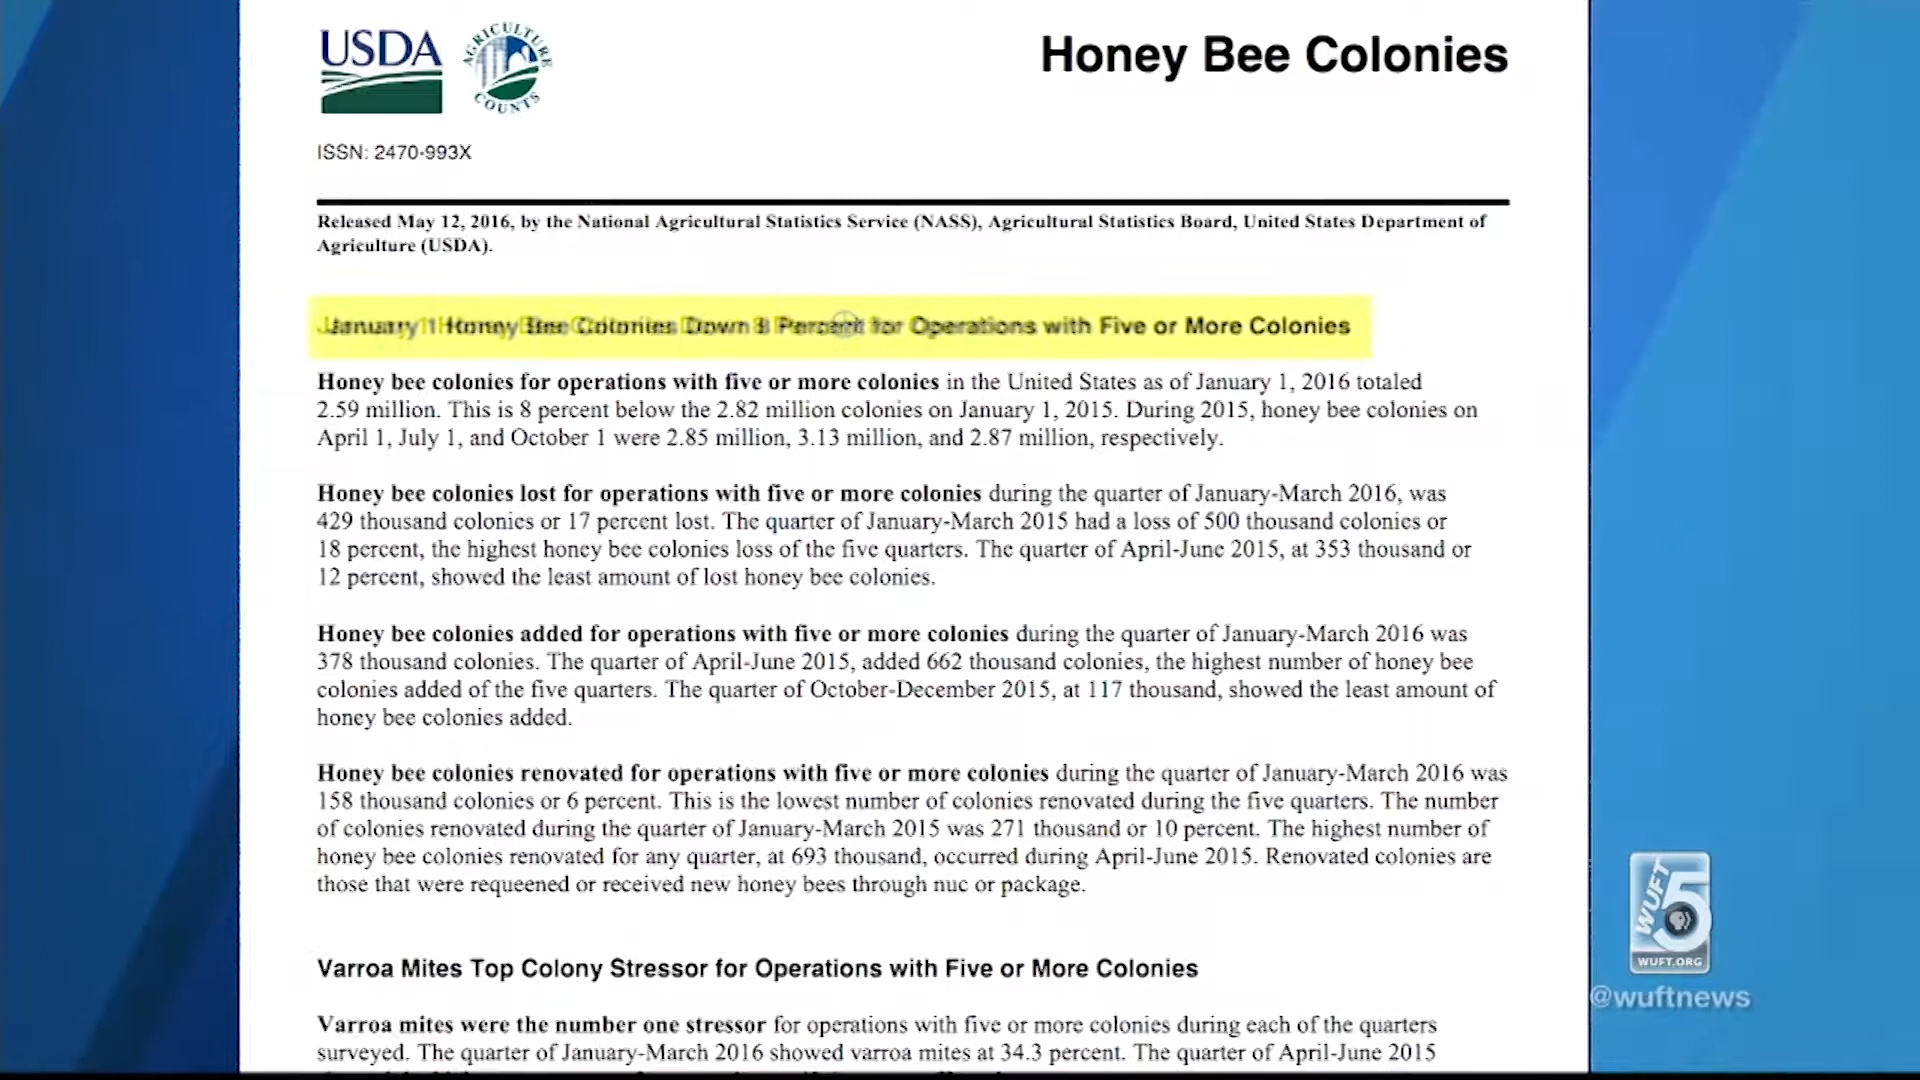 USDA
AGRICULTURE
COUNTS
Honey Bee Colonies
ISSN: 2470-993X
Released May 12, 2016, by the National Agricultural Statistics Service (NASS), Agricultural Statistics Board, United States Department of
Agriculture (USDA).
January 1 Honey Bee Colonies Down 8 Percent for Operations with Five or More Colonies
Honey bee colonies for operations with five or more colonies in the United States as of January 1, 2016 totaled
2.59 million. This is 8 percent below the 2.82 million colonies on January 1, 2015. During 2015, honey bee colonies on
April 1, July 1, and October 1 were 2.85 million, 3.13 million, and 2.87 million, respectively.
Honey bee colonies lost for operations with five or more colonies during the quarter of January-March 2016, was
429 thousand colonies or 17 percent lost. The quarter of January-March 2015 had a loss of 500 thousand colonies or
18 percent, the highest honey bee colonies loss of the five quarters. The quarter of April-June 2015, at 353 thousand or
12 percent, showed the least amount of lost honey bee colonies.
Honey bee colonies added for operations with five or more colonies during the quarter of January-March 2016 was
378 thousand colonies. The quarter of April-June 2015, added 662 thousand colonies, the highest number of honey bee
colonies added of the five quarters. The quarter of October-December 2015, at 117 thousand, showed the least amount of
honey bee colonies added.
Honey bee colonies renovated for operations with five or more colonies during the quarter of January-March 2016 was
158 thousand colonies or 6 percent. This is the lowest number of colonies renovated during the five quarters. The number
of colonies renovated during the quarter of January-March 2015 was 271 thousand or 10 percent. The highest number of
honey bee colonies renovated for any quarter, at 693 thousand, occurred during April-June 2015. Renovated colonies are
those that were requeened or received new honey bees through nuc or package.
Varroa Mites Top Colony Stressor for Operations with Five or More Colonies
Varroa mites were the number one stressor for operations with five or more colonies during each of the quarters
surveyed. The quarter of January-March 2016 showed varroa mites at 34.3 percent. The quarter of April-June 2015
WUFT 5
WUFT.ORG
@wuftnews